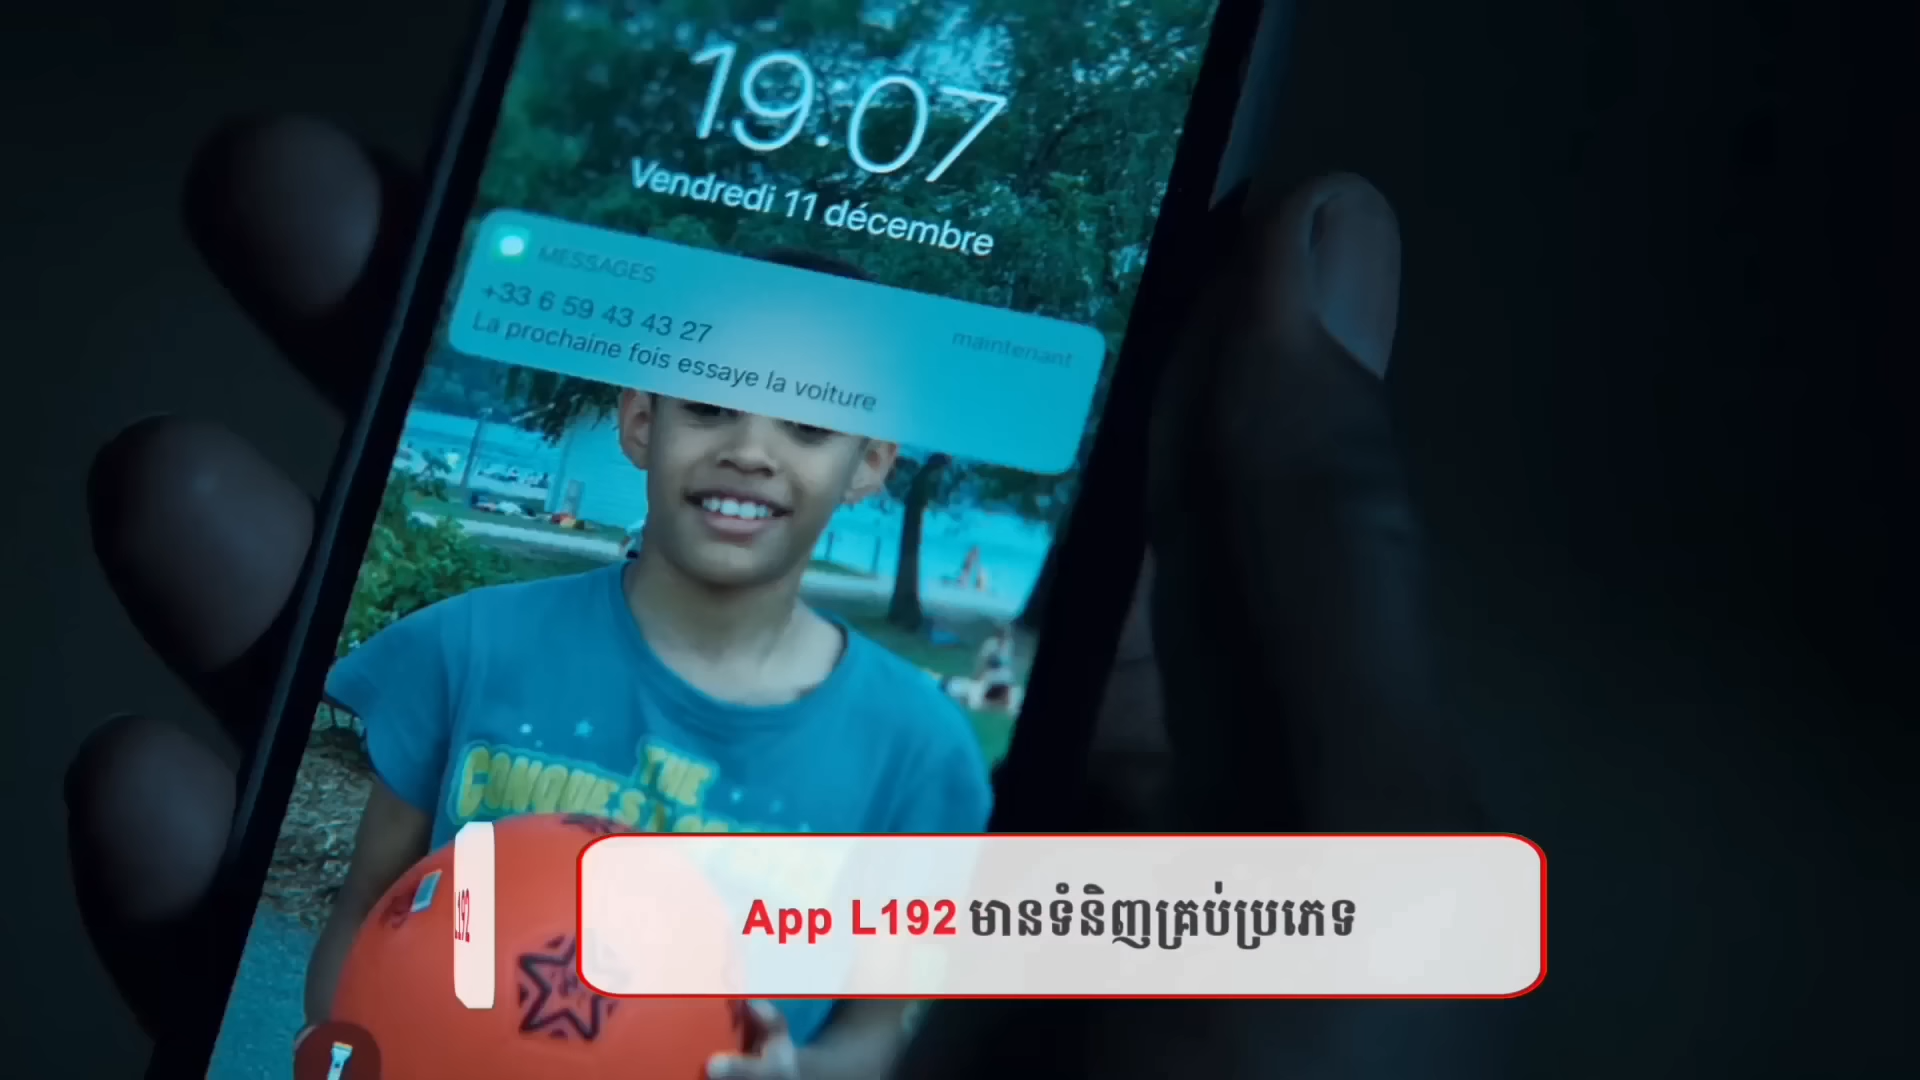 19:07
Vendredi 11 décembre
MESSAGES
maintenant
+33 6 59 43 43 27
La prochaine fois essaye la voiture
THE
L192
App L192 មានទំនិញគ្រប់ប្រភេទ